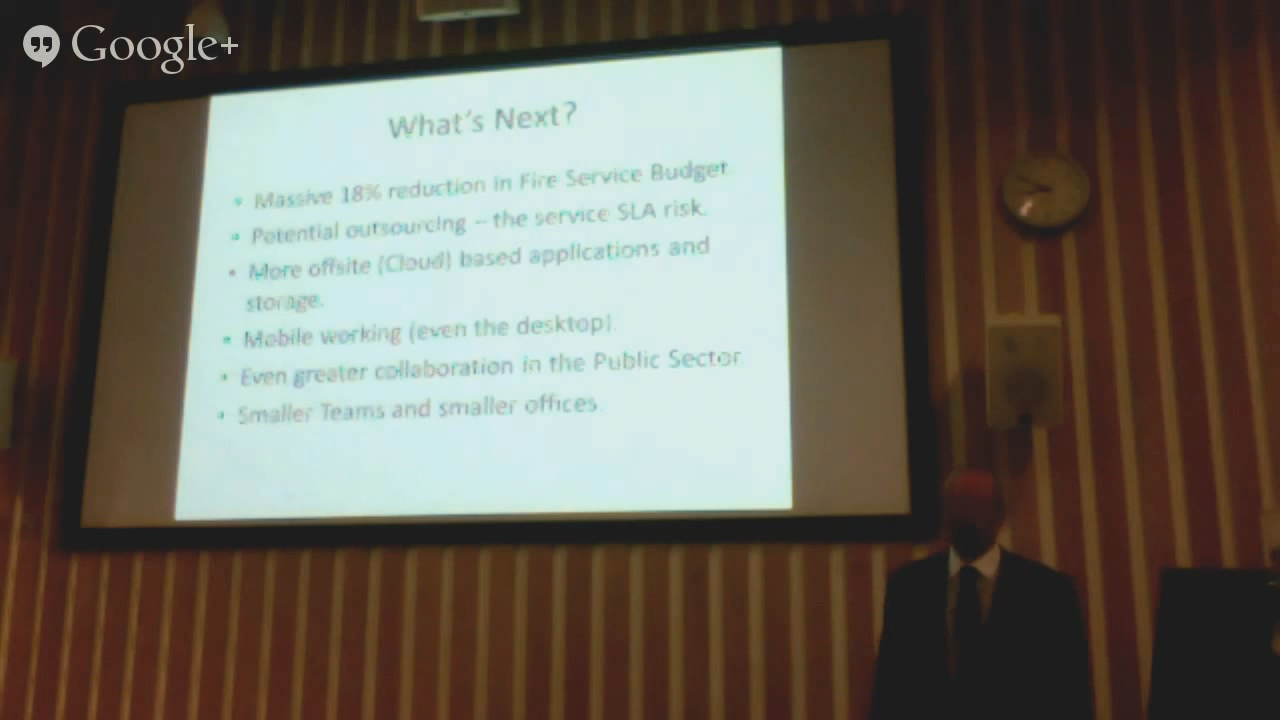 Google+
What's Next?
• Massive 18% reduction in Fire Service Budget
• Potential outsourcing – the service SLA risk.
• More offsite (Cloud) based applications and
storage.
• Mobile working (even the desktop).
• Even greater collaboration in the Public Sector
• Smaller Teams and smaller offices.